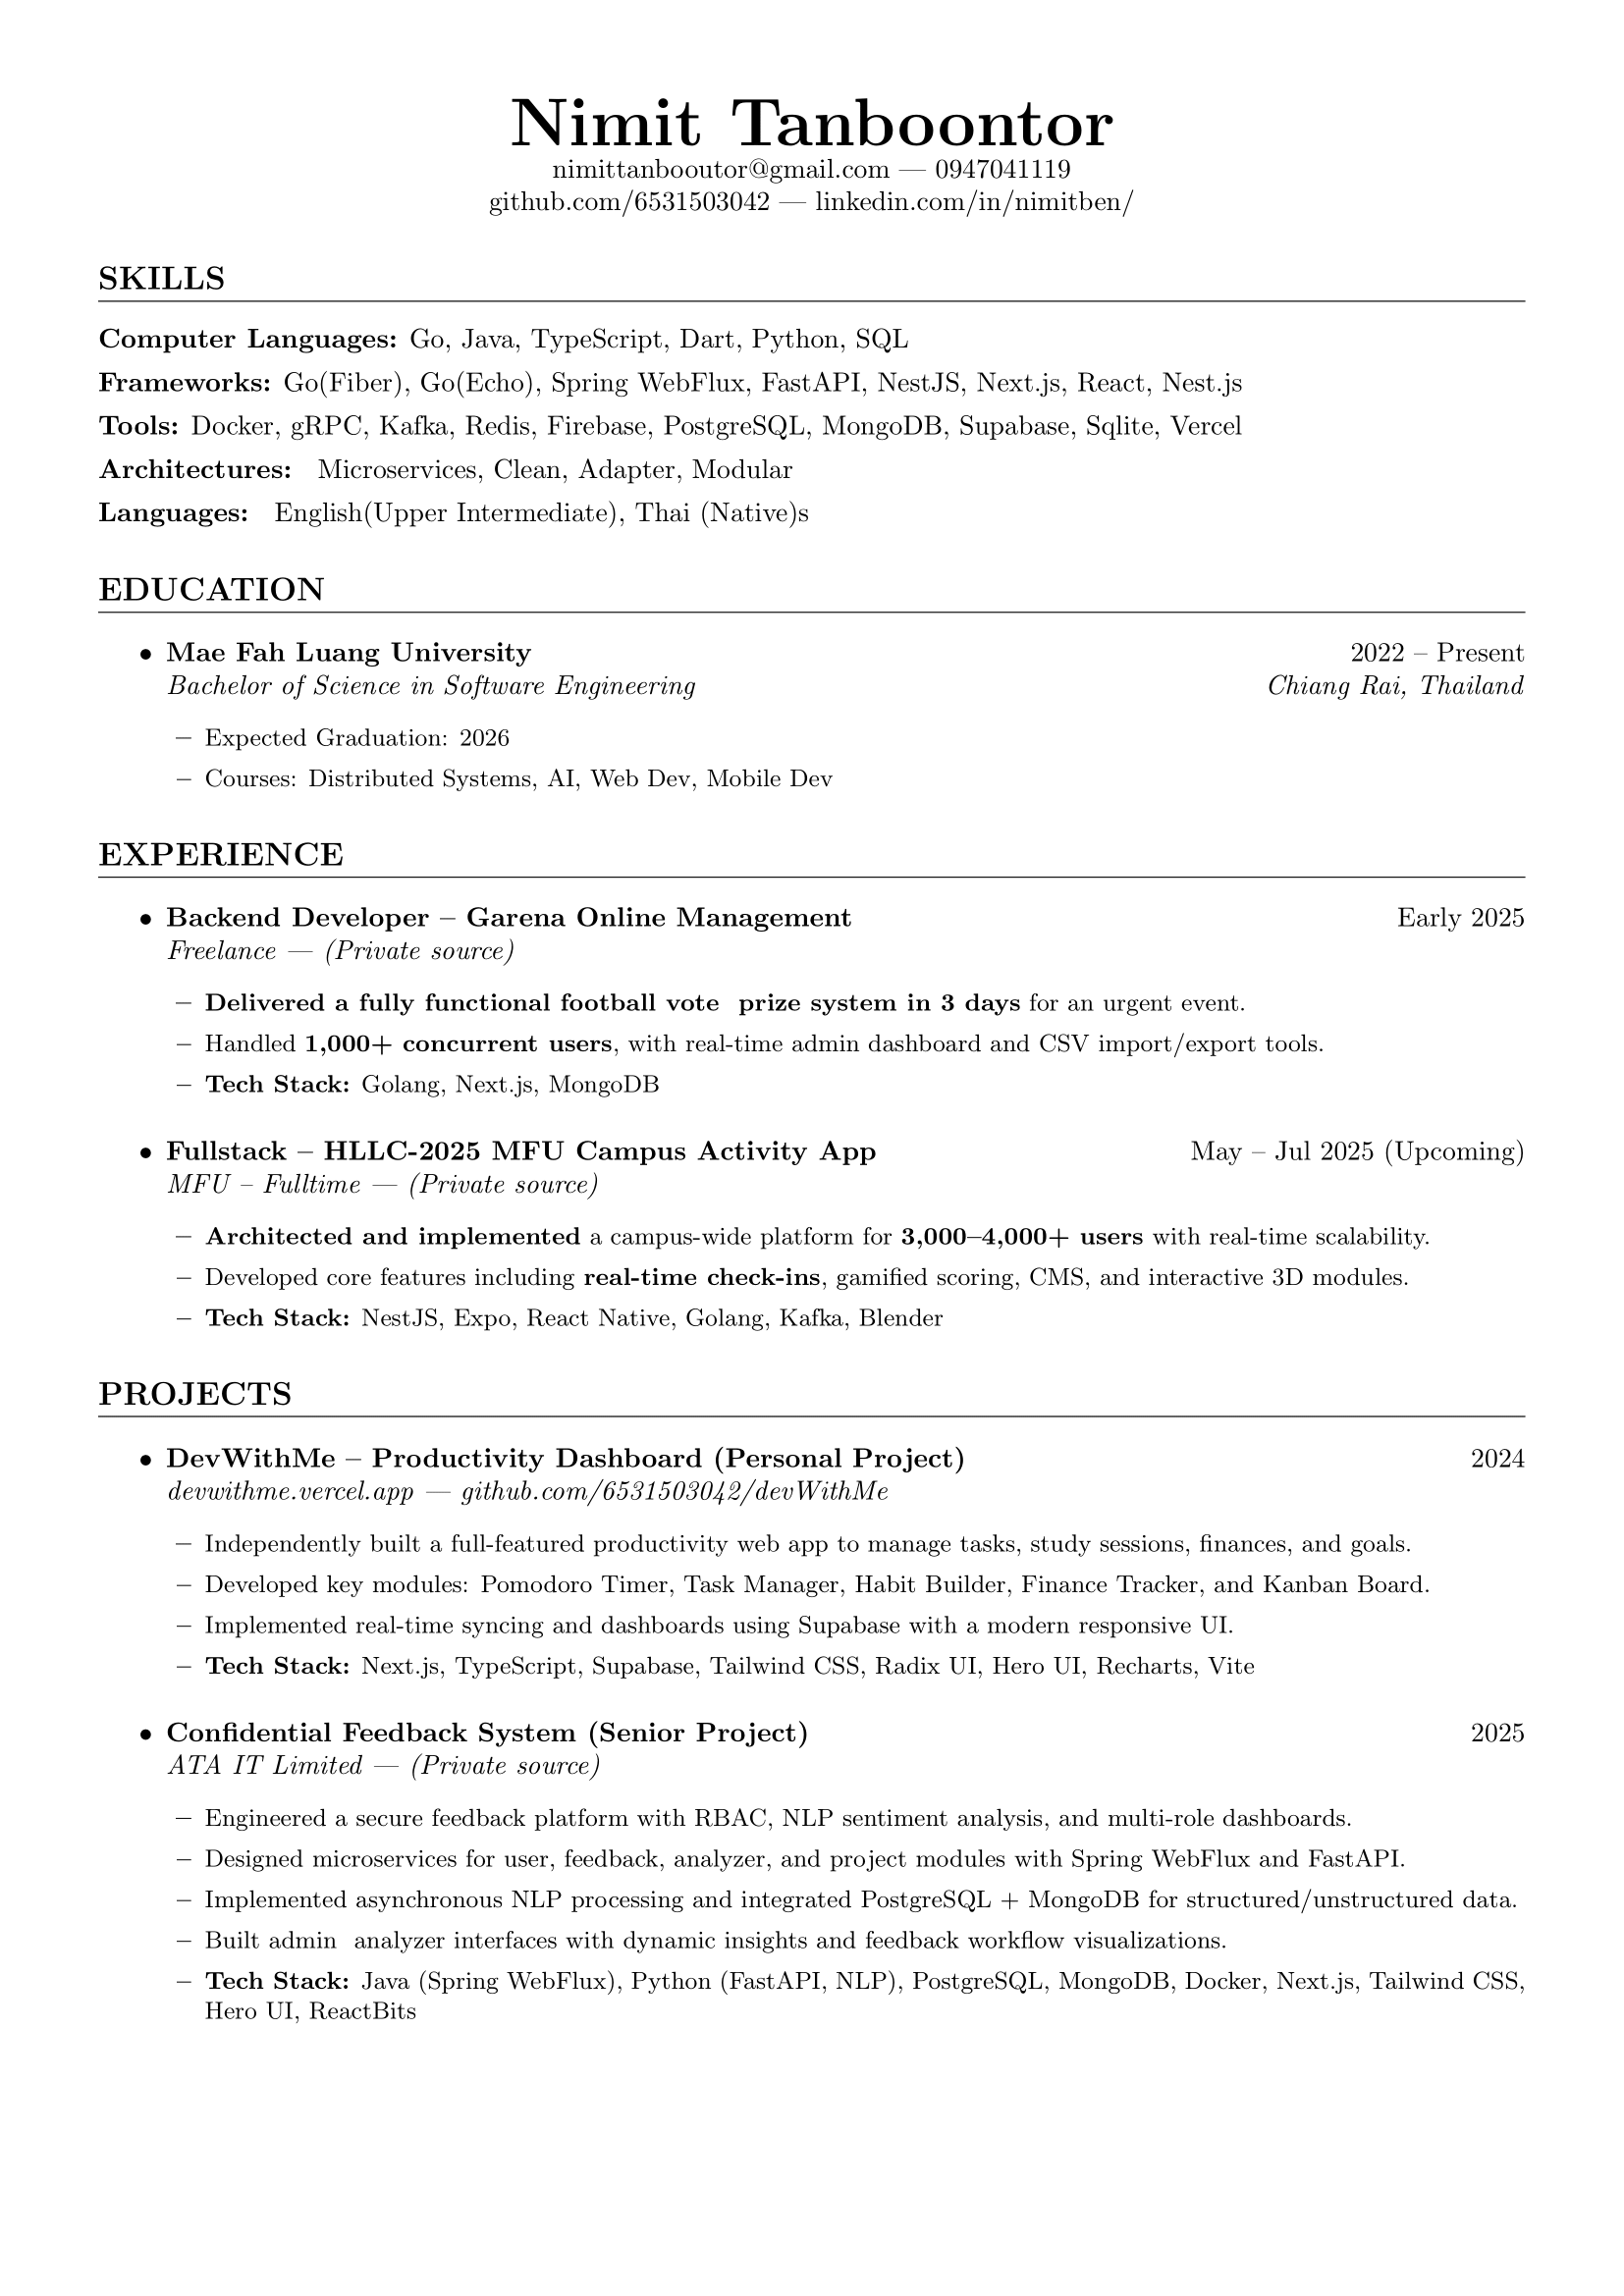 Nimit Tanboontor
nimittanbooutor@gmail.com — 0947041119
github.com/6531503042 — linkedin.com/in/nimitben/
SKILLS
Computer Languages: Go, Java, TypeScript, Dart, Python, SQL
Frameworks: Go(Fiber), Go(Echo), Spring WebFlux, FastAPI, NestJS, Next.js, React, Nest.js
Tools: Docker, gRPC, Kafka, Redis, Firebase, PostgreSQL, MongoDB, Supabase, Sqlite, Vercel
Architectures: Microservices, Clean, Adapter, Modular
Languages: English(Upper Intermediate), Thai (Native)s
EDUCATION
• Mae Fah Luang University 2022 – Present
Bachelor of Science in Software Engineering Chiang Rai, Thailand
– Expected Graduation: 2026
– Courses: Distributed Systems, AI, Web Dev, Mobile Dev
EXPERIENCE
• Backend Developer – Garena Online Management Early 2025
Freelance — (Private source)
– Delivered a fully functional football vote prize system in 3 days for an urgent event.
– Handled 1,000+ concurrent users, with real-time admin dashboard and CSV import/export tools.
– Tech Stack: Golang, Next.js, MongoDB
• Fullstack – HLLC-2025 MFU Campus Activity App May – Jul 2025 (Upcoming)
MFU – Fulltime — (Private source)
– Architected and implemented a campus-wide platform for 3,000–4,000+ users with real-time scalability.
– Developed core features including real-time check-ins, gamified scoring, CMS, and interactive 3D modules.
– Tech Stack: NestJS, Expo, React Native, Golang, Kafka, Blender
PROJECTS
• DevWithMe – Productivity Dashboard (Personal Project) 2024
devwithme.vercel.app — github.com/6531503042/devWithMe
– Independently built a full-featured productivity web app to manage tasks, study sessions, finances, and goals.
– Developed key modules: Pomodoro Timer, Task Manager, Habit Builder, Finance Tracker, and Kanban Board.
– Implemented real-time syncing and dashboards using Supabase with a modern responsive UI.
– Tech Stack: Next.js, TypeScript, Supabase, Tailwind CSS, Radix UI, Hero UI, Recharts, Vite
• Confidential Feedback System (Senior Project) 2025
ATA IT Limited — (Private source)
– Engineered a secure feedback platform with RBAC, NLP sentiment analysis, and multi-role dashboards.
– Designed microservices for user, feedback, analyzer, and project modules with Spring WebFlux and FastAPI.
– Implemented asynchronous NLP processing and integrated PostgreSQL + MongoDB for structured/unstructured data.
– Built admin analyzer interfaces with dynamic insights and feedback workflow visualizations.
– Tech Stack: Java (Spring WebFlux), Python (FastAPI, NLP), PostgreSQL, MongoDB, Docker, Next.js, Tailwind CSS,
Hero UI, ReactBits